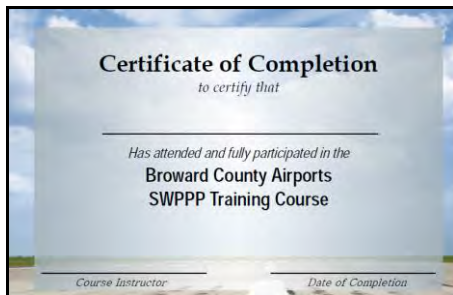 Certificate of Completion
to certify that
Has attended and fully participated in the
Broward County Airports
SWPPP Training Course
Course Instructor
Date of Completion